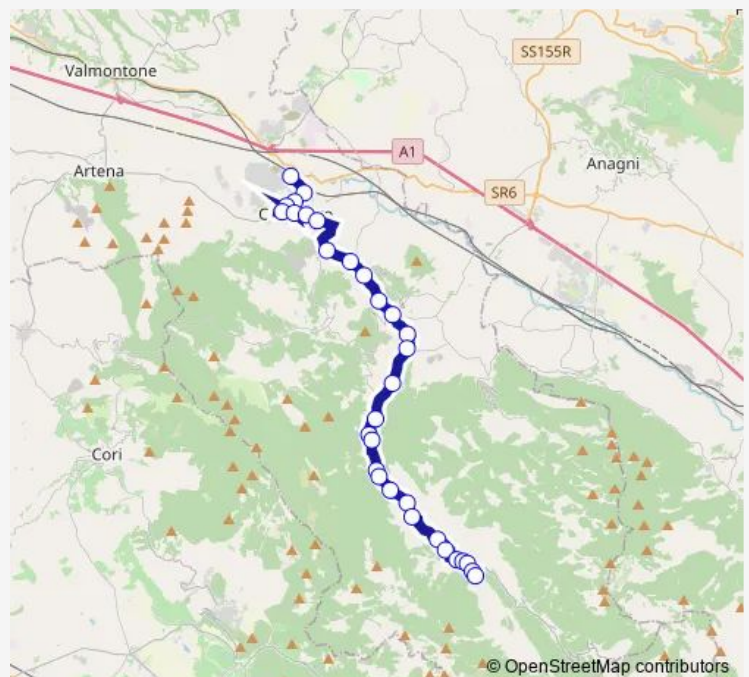 SS155R
Valmontone
A1
Anagni
Artena
SR6
Cori
© OpenStreetMap contributors